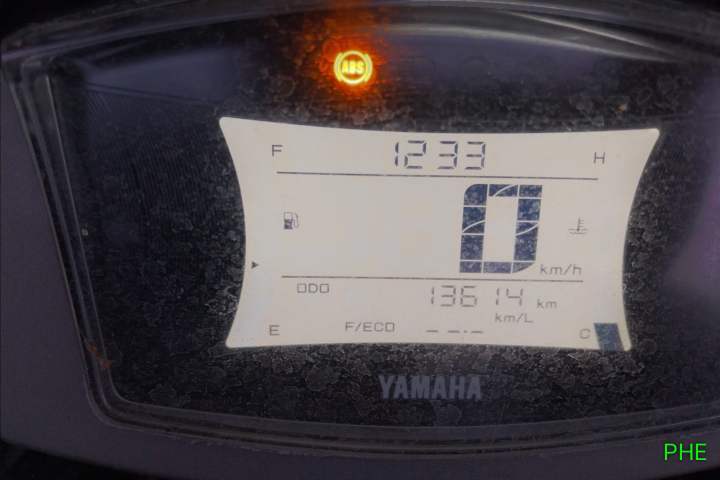 ABS
F 1233 H
0 km/h
ODO 13614 km
km/L
E F/ECO --.- C
YAMAHA
PHE